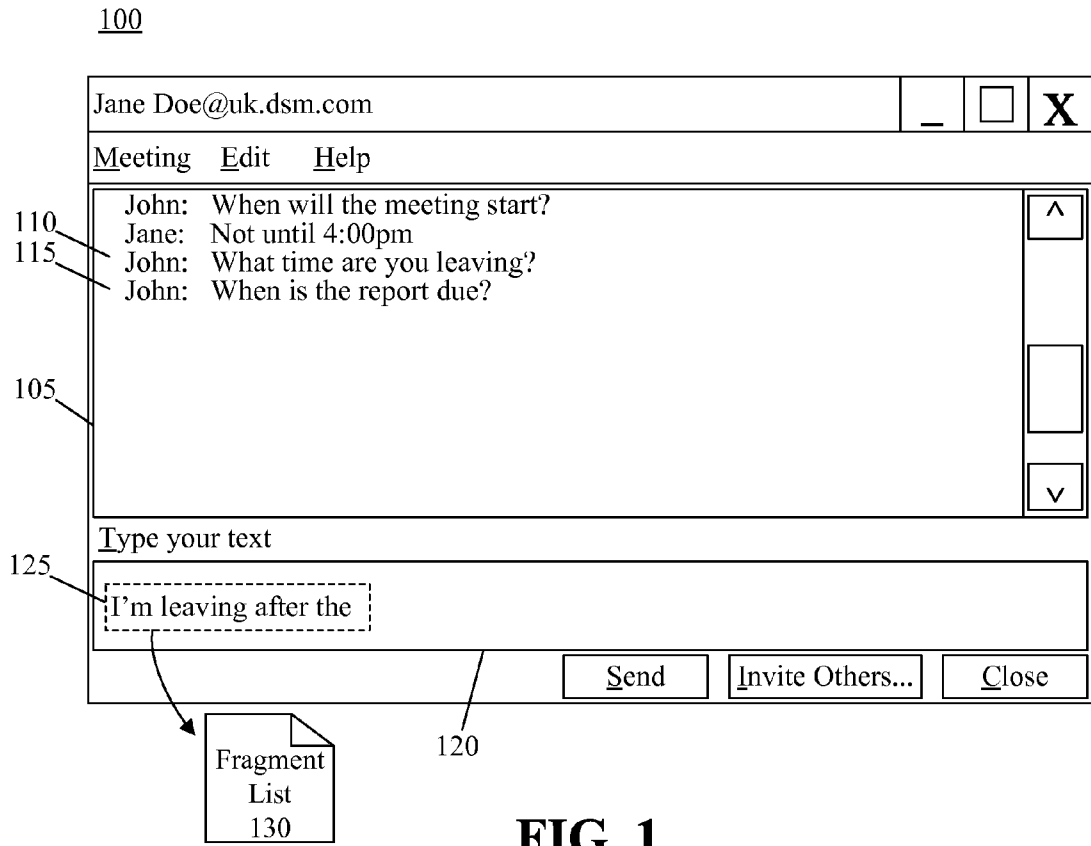 100
Jane Doe@uk.dsm.com _ X
Meeting Edit Help
John: When will the meeting start?
110 Jane: Not until 4:00pm
115 John: What time are you leaving?
John: When is the report due?
105
Type your text
125
I'm leaving after the
Send Invite Others... Close
120
Fragment
List
130
FIG. 1